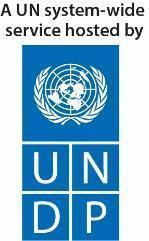 A UN system-wide
service hosted by
U N
D P